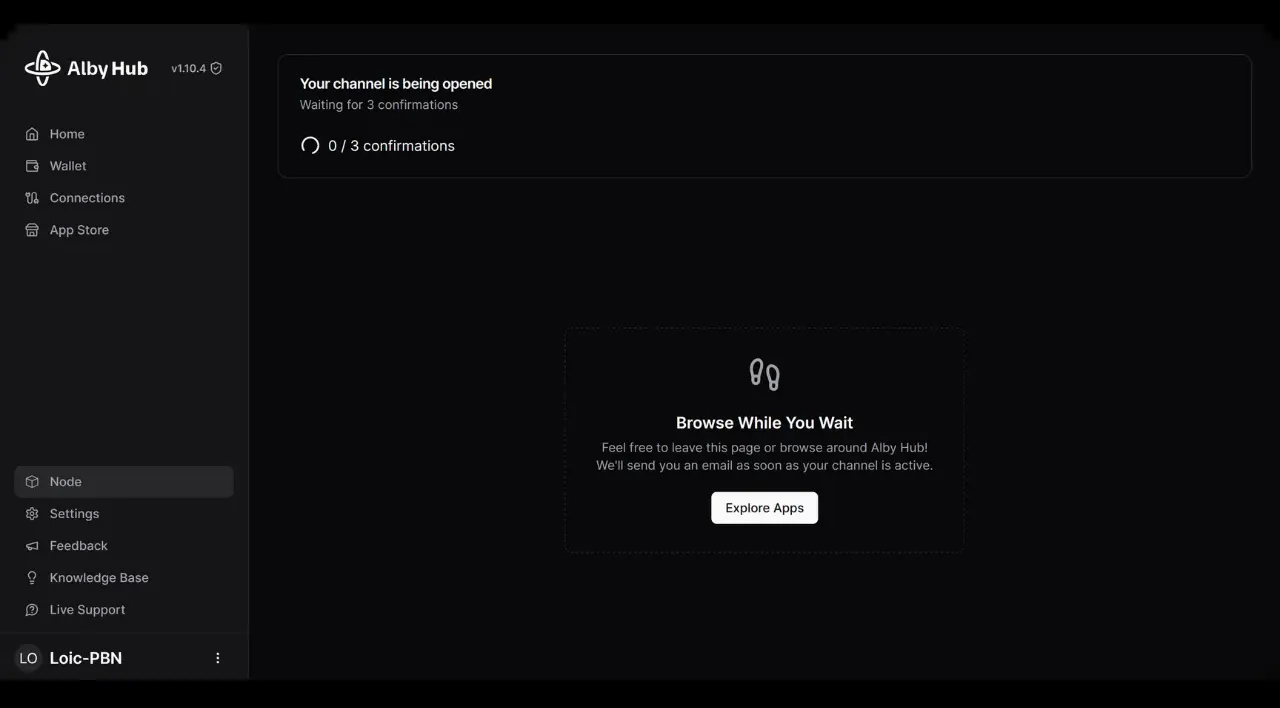 Alby Hub v1.10.4
Home
Wallet
Connections
App Store
Node
Settings
Feedback
Knowledge Base
Live Support
LO Loic-PBN
Your channel is being opened
Waiting for 3 confirmations
0 / 3 confirmations
Browse While You Wait
Feel free to leave this page or browse around Alby Hub!
We'll send you an email as soon as your channel is active.
Explore Apps